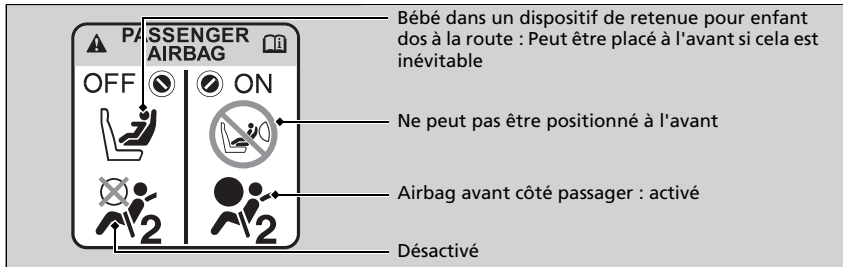 PASSENGER
AIRBAG
OFF
ON
2
2
Bébé dans un dispositif de retenue pour enfant
dos à la route : Peut être placé à l'avant si cela est
inévitable
Ne peut pas être positionné à l'avant
Airbag avant côté passager : activé
Désactivé